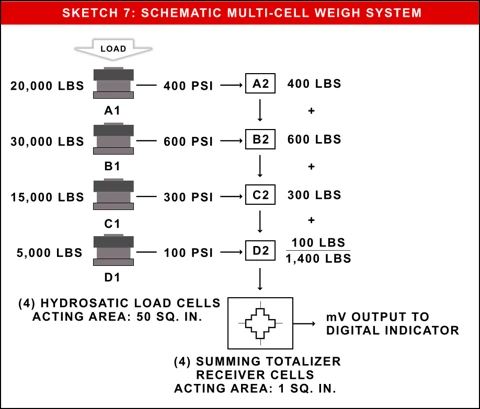 SKETCH 7: SCHEMATIC MULTI-CELL WEIGH SYSTEM
LOAD
20,000 LBS 400 PSI A2 400 LBS
A1 +
30,000 LBS 600 PSI B2 600 LBS
B1 +
15,000 LBS 300 PSI C2 300 LBS
C1 +
5,000 LBS 100 PSI D2 100 LBS
1,400 LBS
D1
(4) HYDROSATIC LOAD CELLS
ACTING AREA: 50 SQ. IN.
mV OUTPUT TO
DIGITAL INDICATOR
(4) SUMMING TOTALIZER
RECEIVER CELLS
ACTING AREA: 1 SQ. IN.